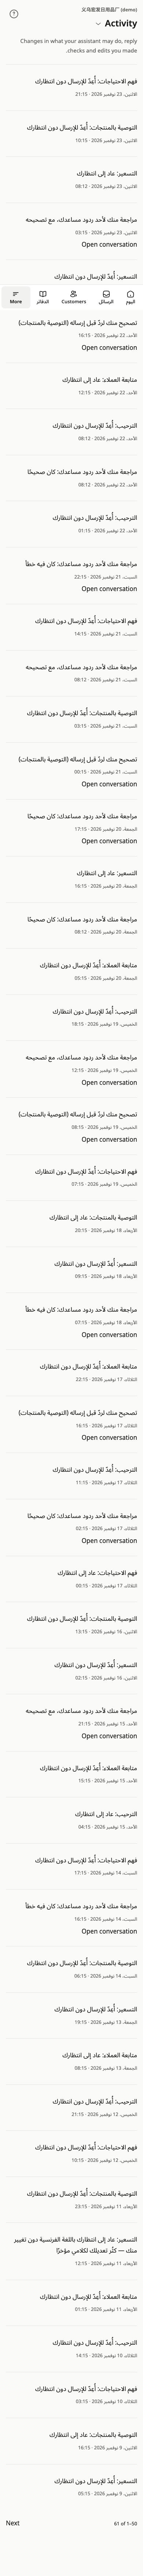 义乌宏发日用品厂 (demo)
Activity
Changes in what your assistant may do, reply checks, and edits you made.
فهم الاحتياجات: أُعِدّ للإرسال دون انتظارك
الاثنين، 23 نوفمبر 2026 · 21:15
التوصية بالمنتجات: أُعِدّ للإرسال دون انتظارك
الاثنين، 23 نوفمبر 2026 · 10:15
التسعير: عاد إلى انتظارك
الاثنين، 23 نوفمبر 2026 · 08:12
مراجعة منك لأحد ردود مساعدك، مع تصحيحه
الاثنين، 23 نوفمبر 2026 · 03:15
Open conversation
التسعير: أُعِدّ للإرسال دون انتظارك
اليوم
الرسائل
Customers
الدفاتر
More
تصحيح منك لردّ قبل إرساله (التوصية بالمنتجات)
الأحد، 22 نوفمبر 2026 · 16:15
Open conversation
متابعة العملاء: عاد إلى انتظارك
الأحد، 22 نوفمبر 2026 · 12:15
التوصية بالمنتجات: أُعِدّ للإرسال دون انتظارك
الأحد، 22 نوفمبر 2026 · 08:12
مراجعة منك لأحد ردود مساعدك: كان صحيحًا
الأحد، 22 نوفمبر 2026 · 08:12
الترحيب: أُعِدّ للإرسال دون انتظارك
الأحد، 22 نوفمبر 2026 · 01:15
مراجعة منك لأحد ردود مساعدك: كان فيه خطأ
السبت، 21 نوفمبر 2026 · 22:15
Open conversation
فهم الاحتياجات: أُعِدّ للإرسال دون انتظارك
السبت، 21 نوفمبر 2026 · 14:15
مراجعة منك لأحد ردود مساعدك، مع تصحيحه
السبت، 21 نوفمبر 2026 · 08:12
التوصية بالمنتجات: أُعِدّ للإرسال دون انتظارك
السبت، 21 نوفمبر 2026 · 03:15
تصحيح منك لردّ قبل إرساله (التوصية بالمنتجات)
السبت، 21 نوفمبر 2026 · 00:15
Open conversation
مراجعة منك لأحد ردود مساعدك: كان صحيحًا
الجمعة، 20 نوفمبر 2026 · 17:15
Open conversation
التسعير: عاد إلى انتظارك
الجمعة، 20 نوفمبر 2026 · 16:15
مراجعة منك لأحد ردود مساعدك: كان صحيحًا
الجمعة، 20 نوفمبر 2026 · 08:12
متابعة العملاء: أُعِدّ للإرسال دون انتظارك
الجمعة، 20 نوفمبر 2026 · 05:15
الترحيب: أُعِدّ للإرسال دون انتظارك
الخميس، 19 نوفمبر 2026 · 18:15
مراجعة منك لأحد ردود مساعدك، مع تصحيحه
الخميس، 19 نوفمبر 2026 · 12:15
Open conversation
تصحيح منك لردّ قبل إرساله (التوصية بالمنتجات)
الخميس، 19 نوفمبر 2026 · 08:15
Open conversation
فهم الاحتياجات: أُعِدّ للإرسال دون انتظارك
الخميس، 19 نوفمبر 2026 · 07:15
التوصية بالمنتجات: عاد إلى انتظارك
الأربعاء، 18 نوفمبر 2026 · 20:15
التسعير: أُعِدّ للإرسال دون انتظارك
الأربعاء، 18 نوفمبر 2026 · 09:15
مراجعة منك لأحد ردود مساعدك: كان فيه خطأ
الأربعاء، 18 نوفمبر 2026 · 07:15
Open conversation
متابعة العملاء: أُعِدّ للإرسال دون انتظارك
الثلاثاء، 17 نوفمبر 2026 · 22:15
تصحيح منك لردّ قبل إرساله (التوصية بالمنتجات)
الثلاثاء، 17 نوفمبر 2026 · 16:15
Open conversation
الترحيب: أُعِدّ للإرسال دون انتظارك
الثلاثاء، 17 نوفمبر 2026 · 11:15
مراجعة منك لأحد ردود مساعدك: كان صحيحًا
الثلاثاء، 17 نوفمبر 2026 · 02:15
Open conversation
فهم الاحتياجات: عاد إلى انتظارك
الثلاثاء، 17 نوفمبر 2026 · 00:15
التوصية بالمنتجات: أُعِدّ للإرسال دون انتظارك
الاثنين، 16 نوفمبر 2026 · 13:15
التسعير: أُعِدّ للإرسال دون انتظارك
الاثنين، 16 نوفمبر 2026 · 02:15
مراجعة منك لأحد ردود مساعدك، مع تصحيحه
الأحد، 15 نوفمبر 2026 · 21:15
Open conversation
متابعة العملاء: أُعِدّ للإرسال دون انتظارك
الأحد، 15 نوفمبر 2026 · 15:15
الترحيب: عاد إلى انتظارك
الأحد، 15 نوفمبر 2026 · 04:15
فهم الاحتياجات: أُعِدّ للإرسال دون انتظارك
السبت، 14 نوفمبر 2026 · 17:15
مراجعة منك لأحد ردود مساعدك: كان فيه خطأ
السبت، 14 نوفمبر 2026 · 16:15
Open conversation
التوصية بالمنتجات: أُعِدّ للإرسال دون انتظارك
السبت، 14 نوفمبر 2026 · 06:15
التسعير: أُعِدّ للإرسال دون انتظارك
الجمعة، 13 نوفمبر 2026 · 19:15
متابعة العملاء: عاد إلى انتظارك
الجمعة، 13 نوفمبر 2026 · 08:15
الترحيب: أُعِدّ للإرسال دون انتظارك
الخميس، 12 نوفمبر 2026 · 21:15
فهم الاحتياجات: أُعِدّ للإرسال دون انتظارك
الخميس، 12 نوفمبر 2026 · 10:15
التوصية بالمنتجات: أُعِدّ للإرسال دون انتظارك
الأربعاء، 11 نوفمبر 2026 · 23:15
التسعير: عاد إلى انتظارك باللغة الفرنسية دون تغيير
منك — كثُر تعديلك لكلامي مؤخرًا
الأربعاء، 11 نوفمبر 2026 · 12:15
متابعة العملاء: أُعِدّ للإرسال دون انتظارك
الأربعاء، 11 نوفمبر 2026 · 01:15
الترحيب: أُعِدّ للإرسال دون انتظارك
الثلاثاء، 10 نوفمبر 2026 · 14:15
فهم الاحتياجات: أُعِدّ للإرسال دون انتظارك
الثلاثاء، 10 نوفمبر 2026 · 03:15
التوصية بالمنتجات: عاد إلى انتظارك
الاثنين، 9 نوفمبر 2026 · 16:15
التسعير: أُعِدّ للإرسال دون انتظارك
الاثنين، 9 نوفمبر 2026 · 05:15
61 of 1–50
Next